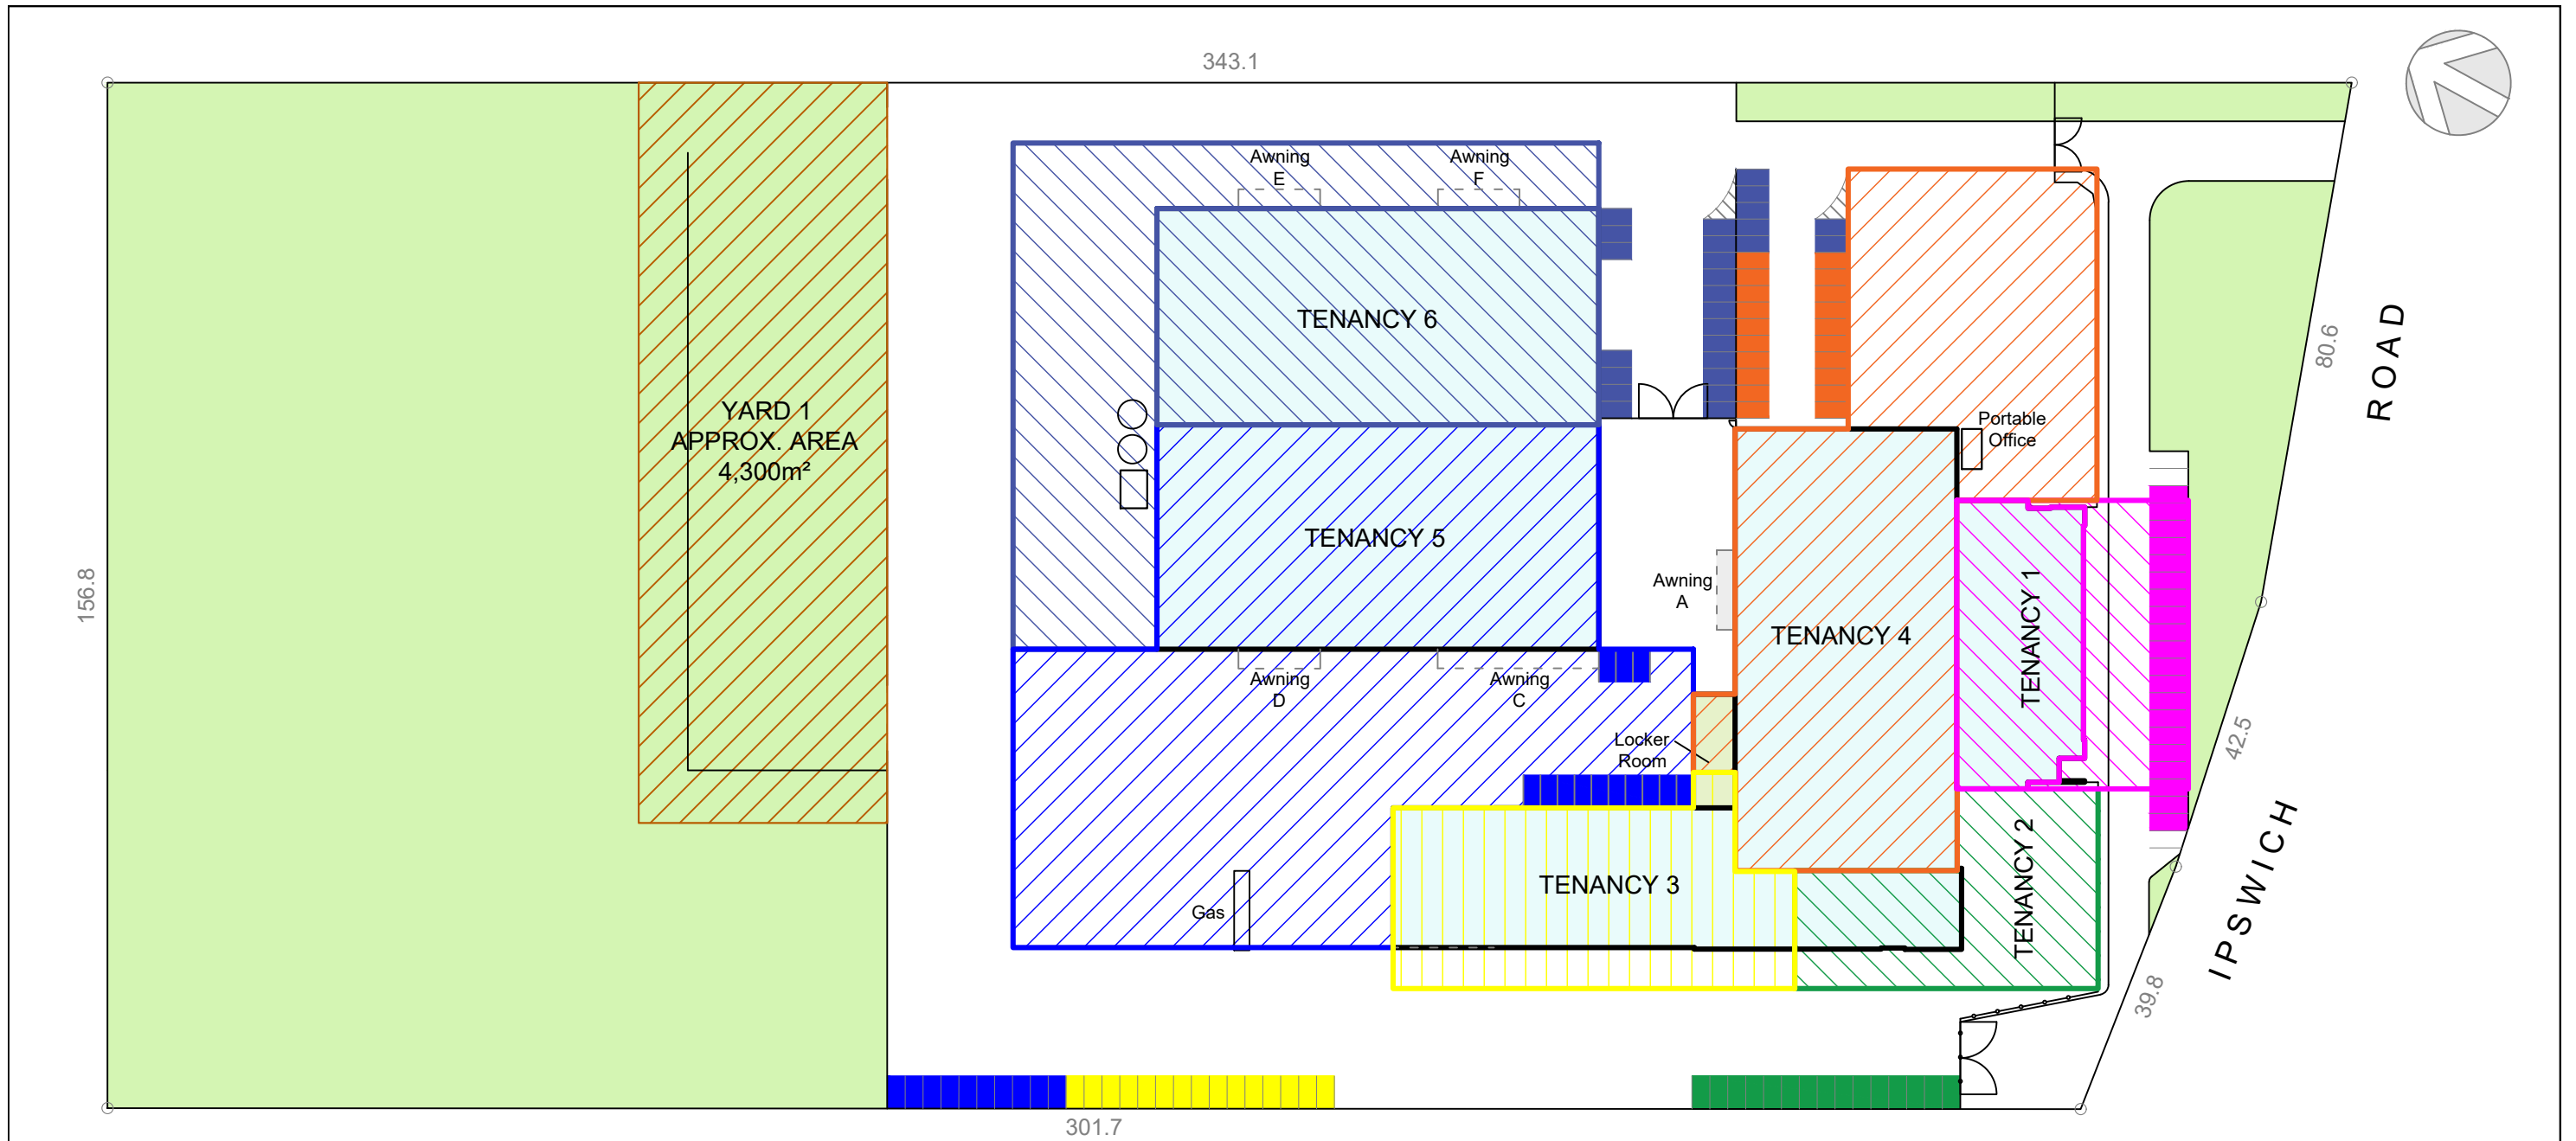 343.1
Awning
E
Awning
F
80.6
ROAD
TENANCY 6
YARD 1
APPROX. AREA
4,300m²
Portable
Office
TENANCY 5
Awning
A
156.8
TENANCY 4
TENANCY 1
Awning
D
Awning
C
Locker
Room
42.5
TENANCY 3
TENANCY 2
IPSWICH
Gas
39.8
301.7